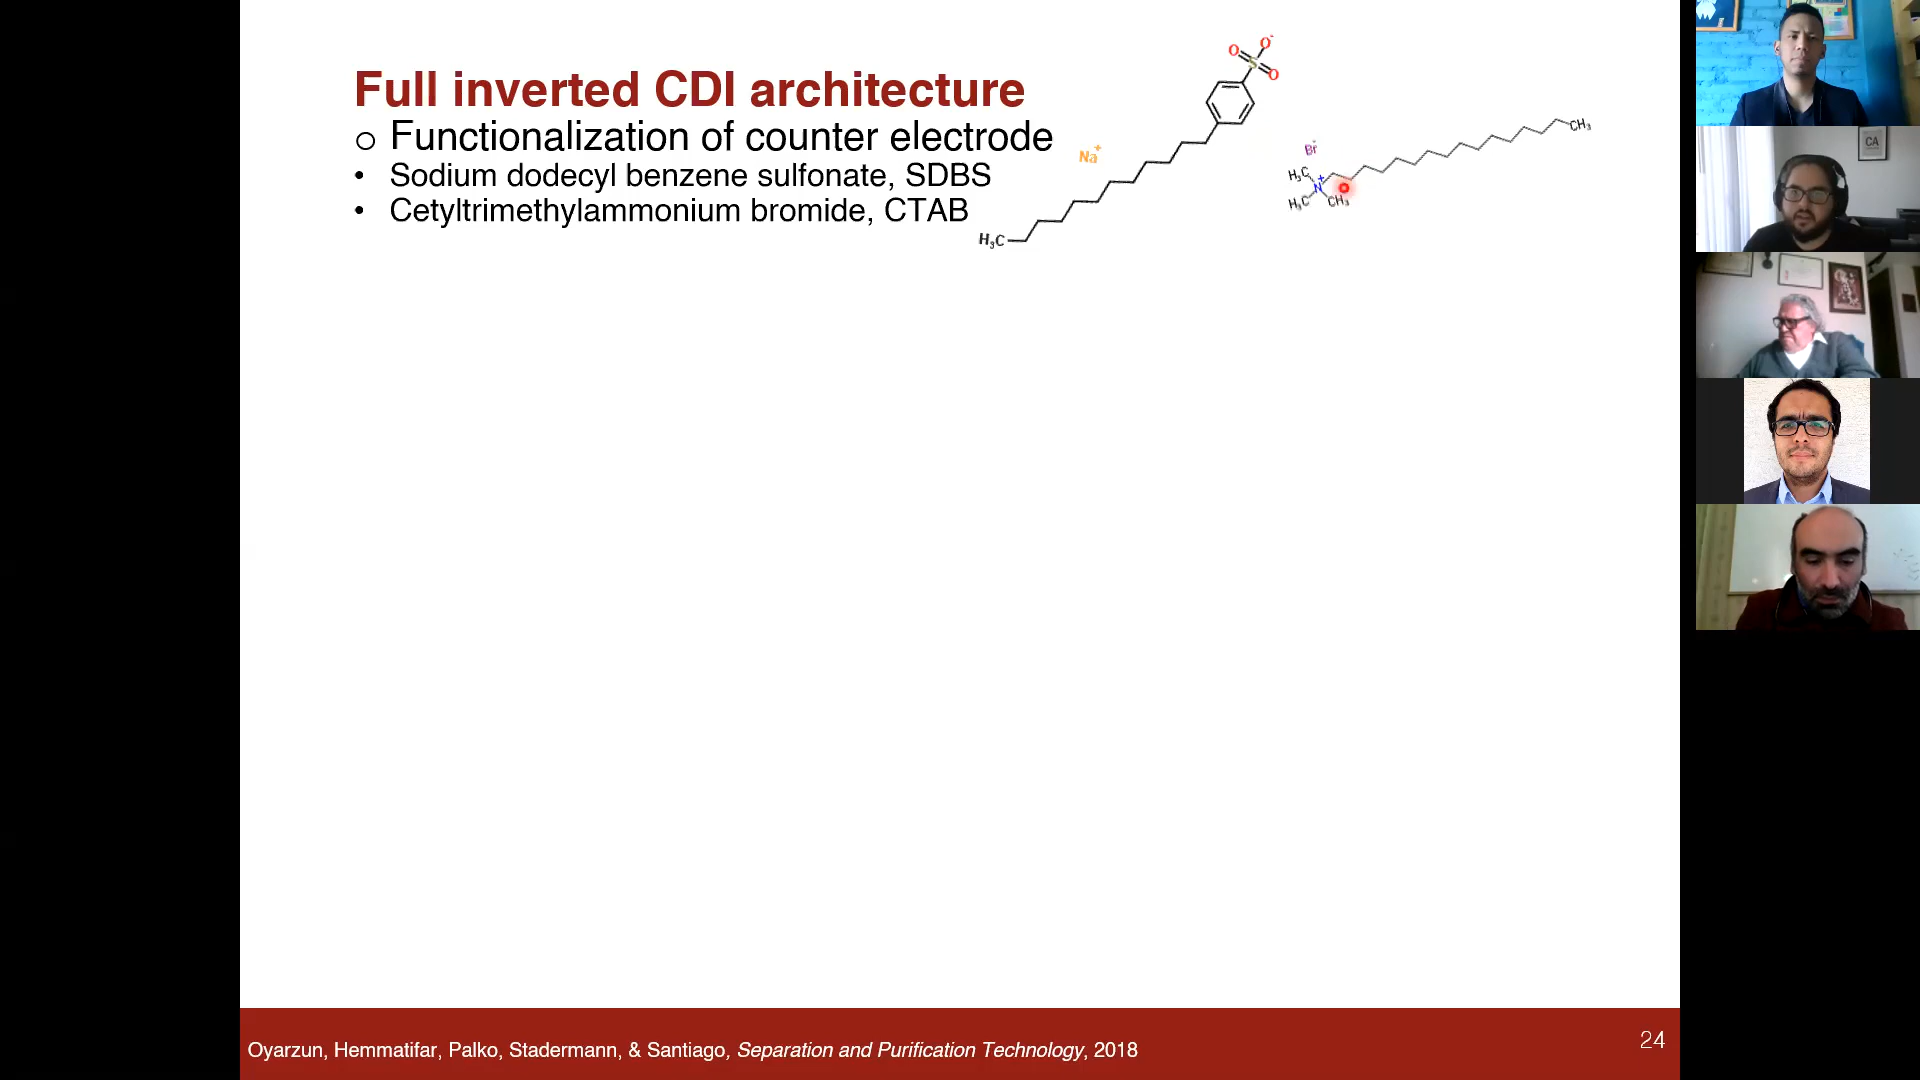 Full inverted CDI architecture
o Functionalization of counter electrode
• Sodium dodecyl benzene sulfonate, SDBS
• Cetyltrimethylammonium bromide, CTAB
O O⁻
S
O
Na⁺
H₃C
Br⁻
CH₃
H₃C
N⁺
H₃C CH₃
CA
Oyarzun, Hemmatifar, Palko, Stadermann, & Santiago, Separation and Purification Technology, 2018
24